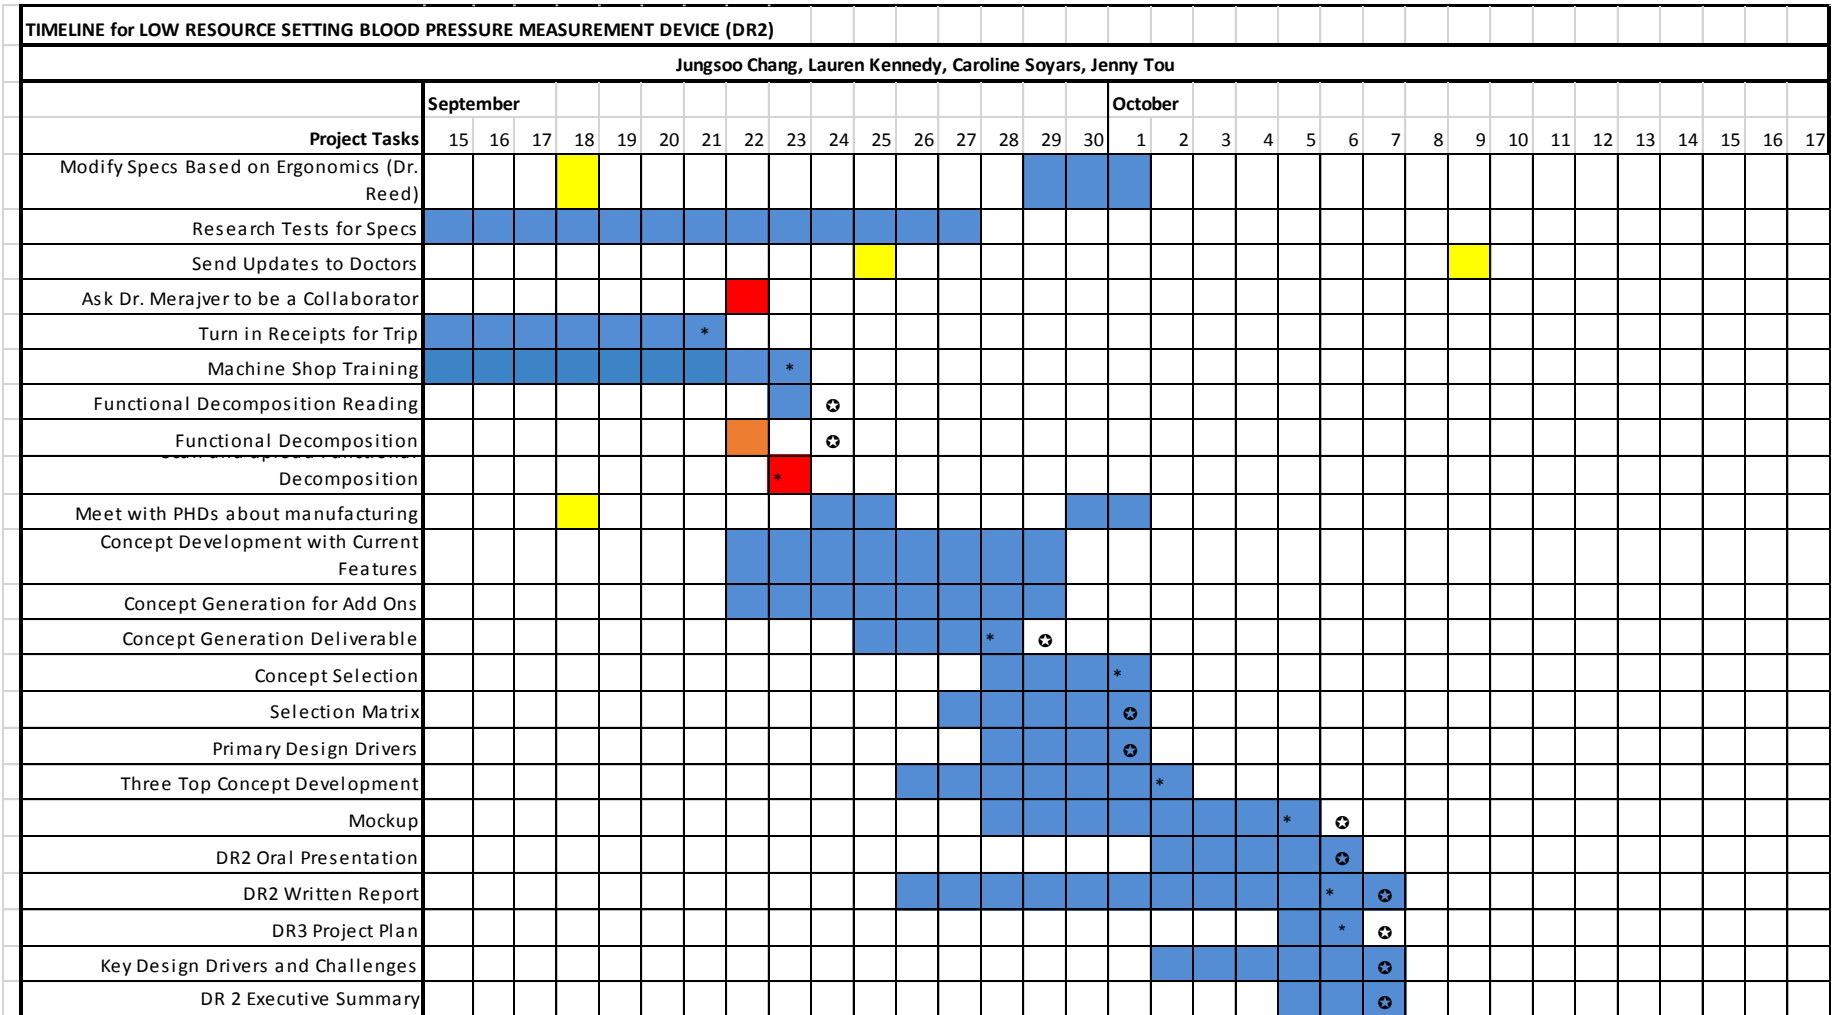 TIMELINE for LOW RESOURCE SETTING BLOOD PRESSURE MEASUREMENT DEVICE (DR2)
Jungsoo Chang, Lauren Kennedy, Caroline Soyars, Jenny Tou
September October
Project Tasks 15 16 17 18 19 20 21 22 23 24 25 26 27 28 29 30 1 2 3 4 5 6 7 8 9 10 11 12 13 14 15 16 17
Modify Specs Based on Ergonomics (Dr.
Reed)
Research Tests for Specs
Send Updates to Doctors
Ask Dr. Merajver to be a Collaborator
Turn in Receipts for Trip *
Machine Shop Training *
Functional Decomposition Reading ✪
Functional Decomposition ✪
Decomposition *
Meet with PHDs about manufacturing
Concept Development with Current
Features
Concept Generation for Add Ons
Concept Generation Deliverable * ✪
Concept Selection *
Selection Matrix ✪
Primary Design Drivers ✪
Three Top Concept Development *
Mockup * ✪
DR2 Oral Presentation ✪
DR2 Written Report * ✪
DR3 Project Plan * ✪
Key Design Drivers and Challenges ✪
DR 2 Executive Summary ✪